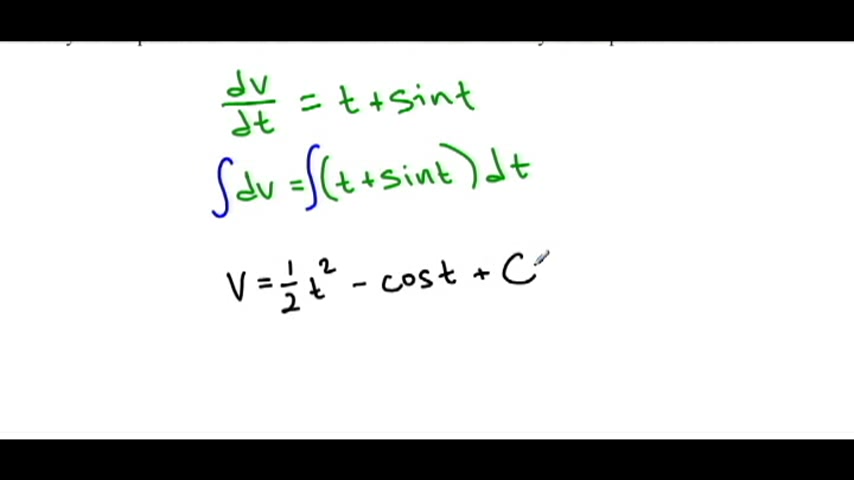 dv/dt = t + sint
∫dv = ∫(t + sint)dt
V = 1/2 t² - cost + C